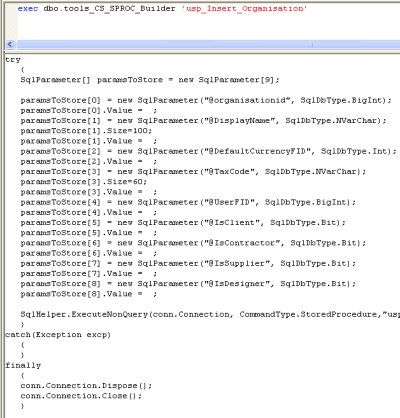 exec dbo.tools_CS_SPROC_Builder 'usp_Insert_Organisation'
try
{
SqlParameter[] paramsToStore = new SqlParameter[9];
paramsToStore[0] = new SqlParameter("@organisationid", SqlDbType.BigInt);
paramsToStore[0].Value = ;
paramsToStore[1] = new SqlParameter("@DisplayName", SqlDbType.NVarChar);
paramsToStore[1].Size=100;
paramsToStore[1].Value = ;
paramsToStore[2] = new SqlParameter("@DefaultCurrencyFID", SqlDbType.Int);
paramsToStore[2].Value = ;
paramsToStore[3] = new SqlParameter("@TaxCode", SqlDbType.NVarChar);
paramsToStore[3].Size=60;
paramsToStore[3].Value = ;
paramsToStore[4] = new SqlParameter("@UserFID", SqlDbType.BigInt);
paramsToStore[4].Value = ;
paramsToStore[5] = new SqlParameter("@IsClient", SqlDbType.Bit);
paramsToStore[5].Value = ;
paramsToStore[6] = new SqlParameter("@IsContractor", SqlDbType.Bit);
paramsToStore[6].Value = ;
paramsToStore[7] = new SqlParameter("@IsSupplier", SqlDbType.Bit);
paramsToStore[7].Value = ;
paramsToStore[8] = new SqlParameter("@IsDesigner", SqlDbType.Bit);
paramsToStore[8].Value = ;
SqlHelper.ExecuteNonQuery(conn.Connection, CommandType.StoredProcedure,"usp
}
catch(Exception excp)
{
}
finally
{
conn.Connection.Dispose();
conn.Connection.Close();
}